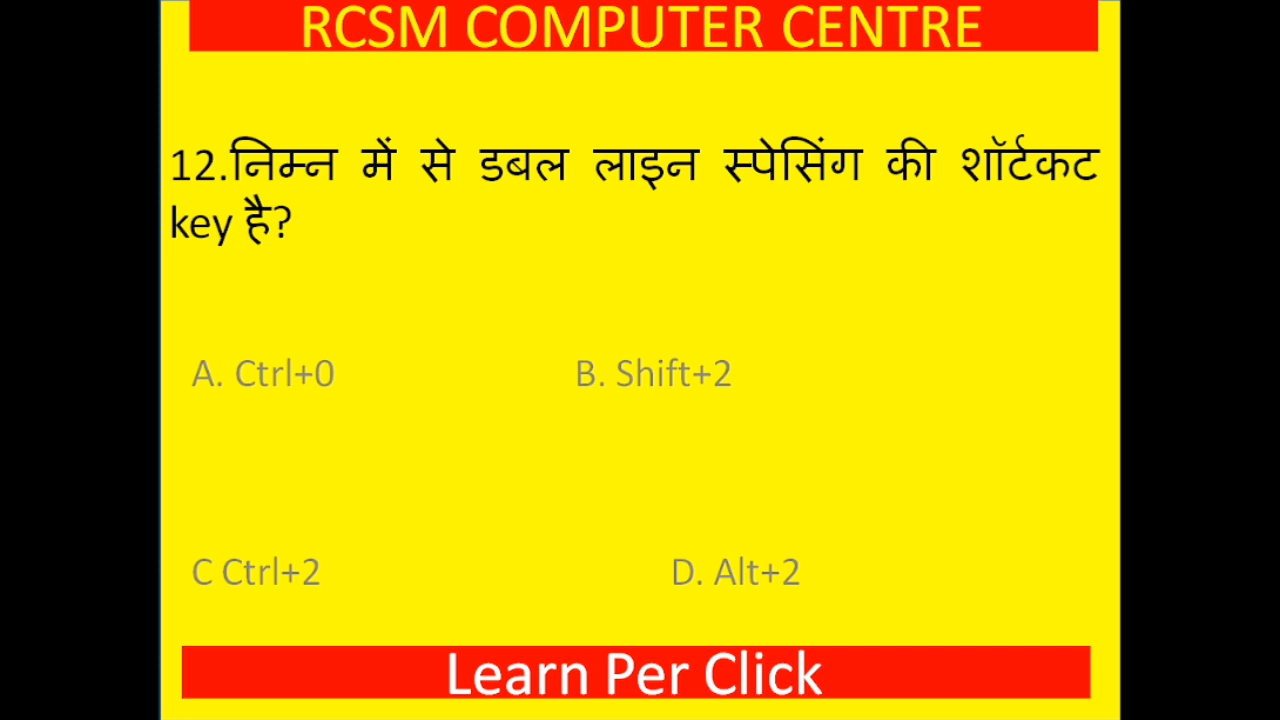 RCSM COMPUTER CENTRE
12.निम्न में से डबल लाइन स्पेसिंग की शॉर्टकट
key है?
A. Ctrl+0 B. Shift+2
C Ctrl+2 D. Alt+2
Learn Per Click